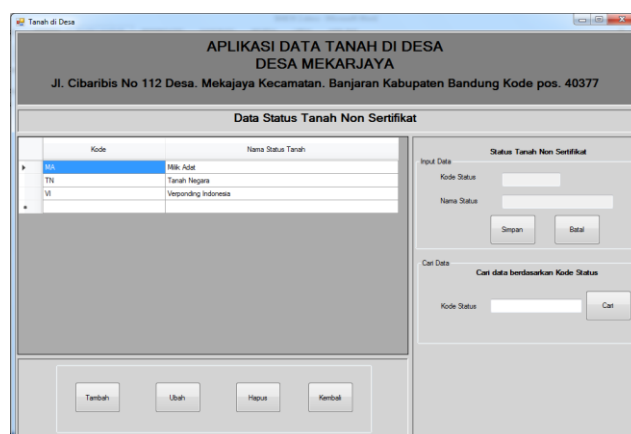 Tanah di Desa
APLIKASI DATA TANAH DI DESA
DESA MEKARJAYA
Jl. Cibaribis No 112 Desa. Mekajaya Kecamatan. Banjaran Kabupaten Bandung Kode pos. 40377
Data Status Tanah Non Sertifikat
Kode Nama Status Tanah
MA Milik Adat
TN Tanah Negara
VI Verponding Indonesia
Status Tanah Non Sertifikat
Input Data
Kode Status
Nama Status
Simpan Batal
Cari Data
Cari data berdasarkan Kode Status
Kode Status Cari
Tambah Ubah Hapus Kembali